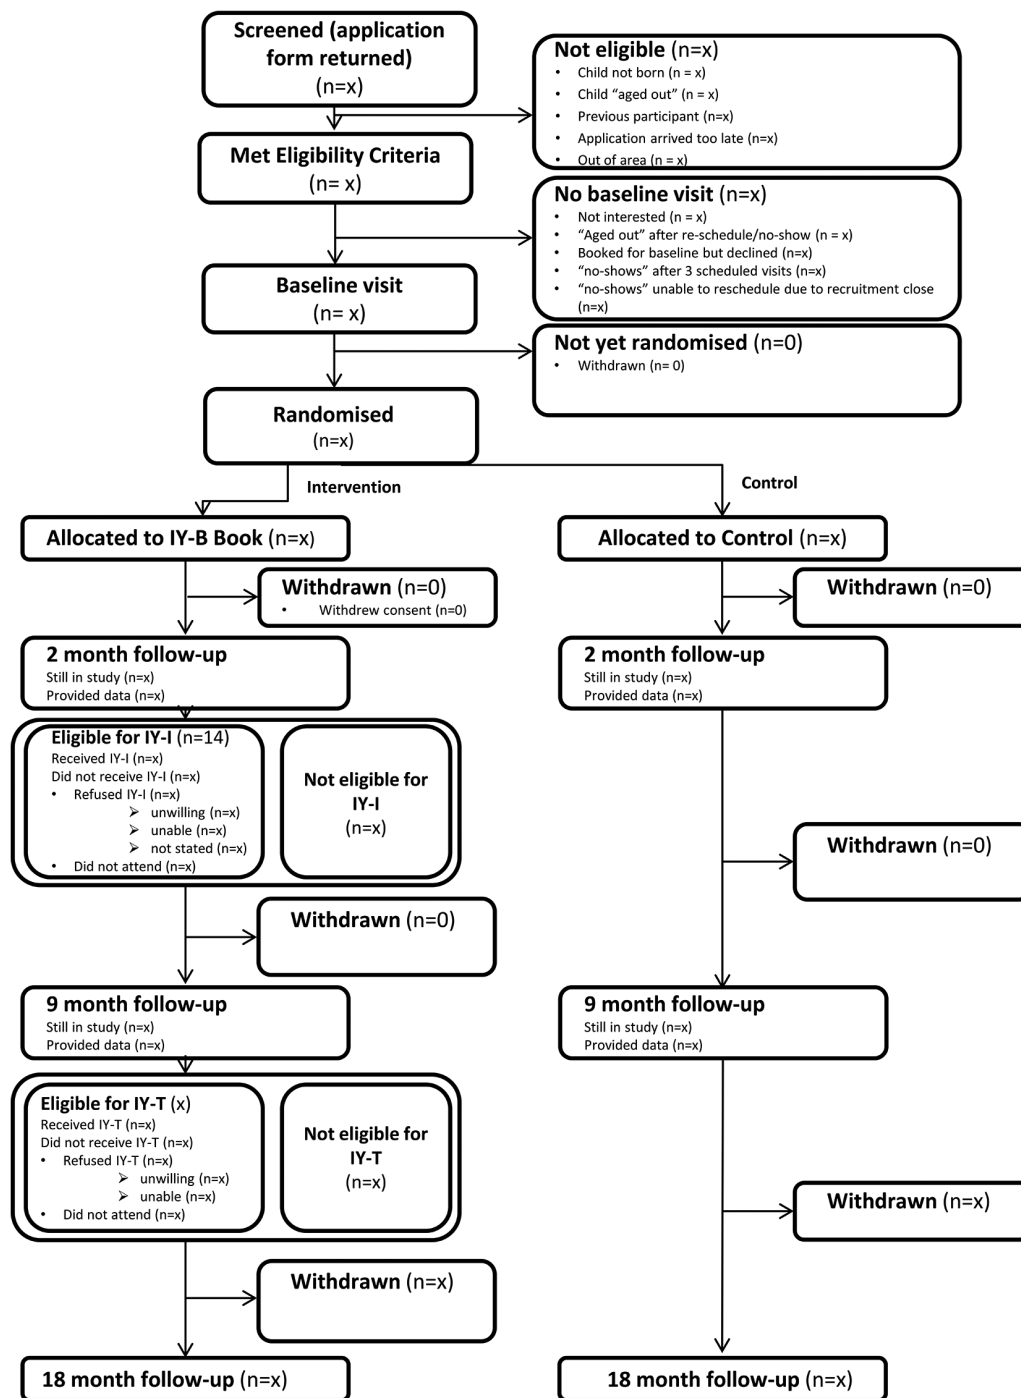 Screened (application
form returned)
(n=x)
Not eligible (n=x)
• Child not born (n = x)
• Child “aged out” (n = x)
• Previous participant (n=x)
• Application arrived too late (n=x)
• Out of area (n = x)
Met Eligibility Criteria
(n= x)
No baseline visit (n=x)
• Not interested (n = x)
• “Aged out” after re-schedule/no-show (n = x)
• Booked for baseline but declined (n=x)
• “no-shows” after 3 scheduled visits (n=x)
• “no-shows” unable to reschedule due to recruitment close
(n=x)
Baseline visit
(n= x)
Not yet randomised (n=0)
• Withdrawn (n= 0)
Randomised
(n=x)
Intervention
Control
Allocated to IY-B Book (n=x)
Allocated to Control (n=x)
Withdrawn (n=0)
• Withdrew consent (n=0)
Withdrawn (n=0)
2 month follow-up
Still in study (n=x)
Provided data (n=x)
2 month follow-up
Still in study (n=x)
Provided data (n=x)
Eligible for IY-I (n=14)
Received IY-I (n=x)
Did not receive IY-I (n=x)
• Refused IY-I (n=x)
➢ unwilling (n=x)
➢ unable (n=x)
➢ not stated (n=x)
• Did not attend (n=x)
Not eligible for
IY-I
(n=x)
Withdrawn (n=0)
Withdrawn (n=0)
9 month follow-up
Still in study (n=x)
Provided data (n=x)
9 month follow-up
Still in study (n=x)
Provided data (n=x)
Eligible for IY-T (x)
Received IY-T (n=x)
Did not receive IY-T (n=x)
• Refused IY-T (n=x)
➢ unwilling (n=x)
➢ unable (n=x)
• Did not attend (n=x)
Not eligible for
IY-T
(n=x)
Withdrawn (n=x)
Withdrawn (n=x)
18 month follow-up (n=x)
18 month follow-up (n=x)